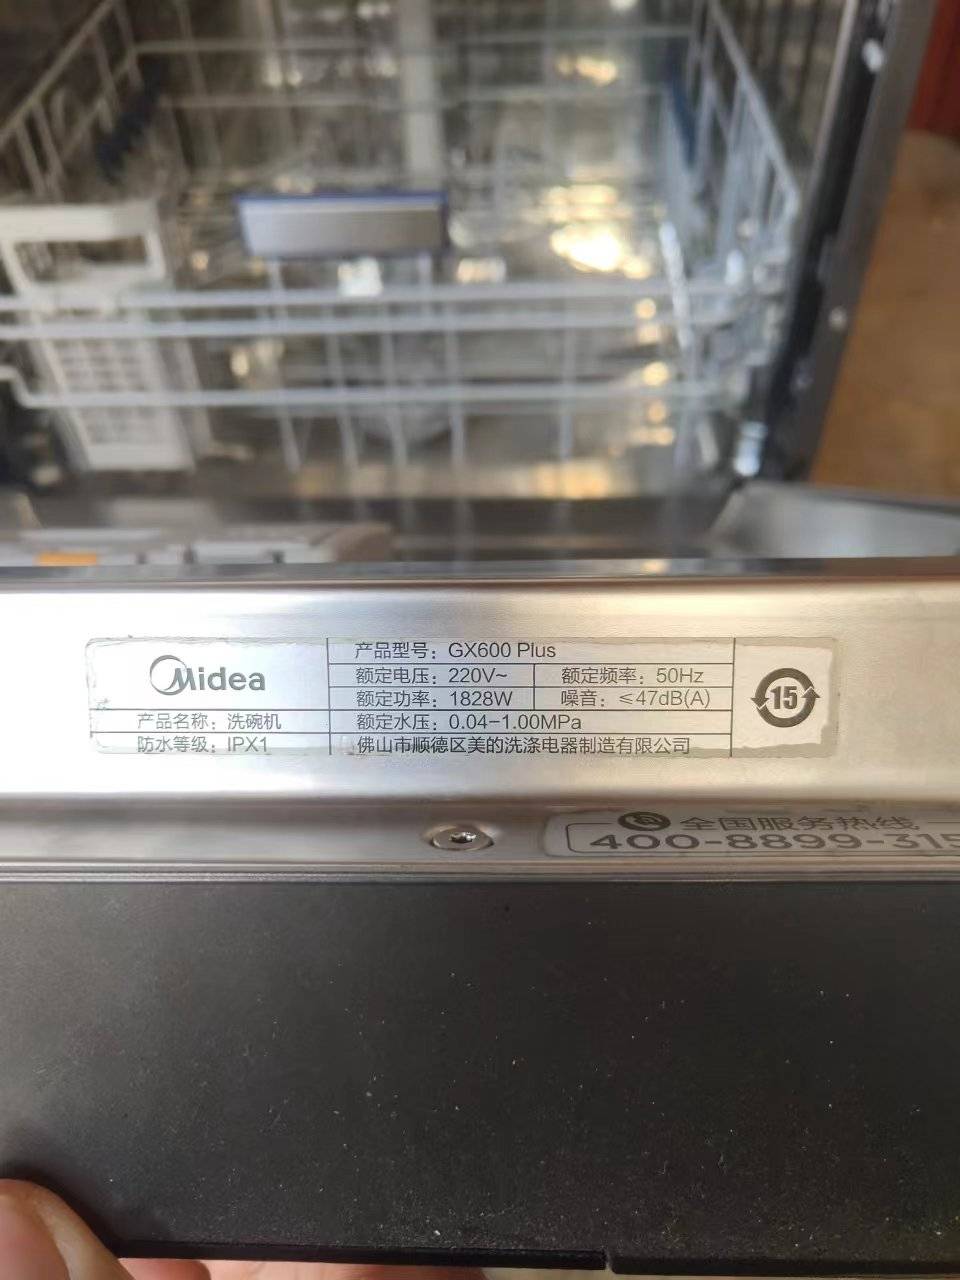 Midea
产品名称：洗碗机
防水等级：IPX1
产品型号：GX600 Plus
额定电压：220V~ 额定频率：50Hz
额定功率：1828W 噪音：≤47dB(A)
额定水压：0.04-1.00MPa
佛山市顺德区美的洗涤电器制造有限公司
15
全国服务热线
400-8899-315